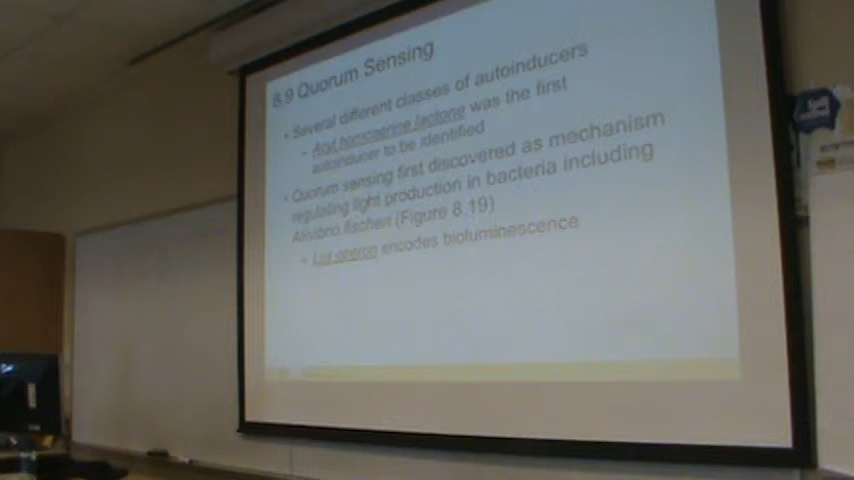 8.9 Quorum Sensing
• Several different classes of autoinducers
– Acyl homoserine lactone was the first
autoinducer to be identified
• Quorum sensing first discovered as mechanism
regulating light production in bacteria including
Aliivibrio fischeri (Figure 8.19)
– Lux operon encodes bioluminescence